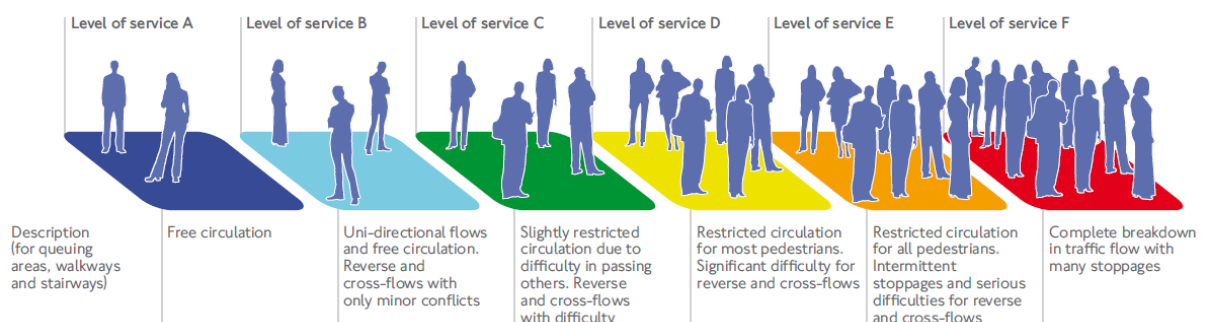 Level of service A
Level of service B
Level of service C
Level of service D
Level of service E
Level of service F
Description
(for queuing
areas, walkways
and stairways)
Free circulation
Uni-directional flows
and free circulation.
Reverse and
cross-flows with
only minor conflicts
Slightly restricted
circulation due to
difficulty in passing
others. Reverse
and cross-flows
with difficulty
Restricted circulation
for most pedestrians.
Significant difficulty for
reverse and cross-flows
Restricted circulation
for all pedestrians.
Intermittent
stoppages and serious
difficulties for reverse
and cross-flows
Complete breakdown
in traffic flow with
many stoppages